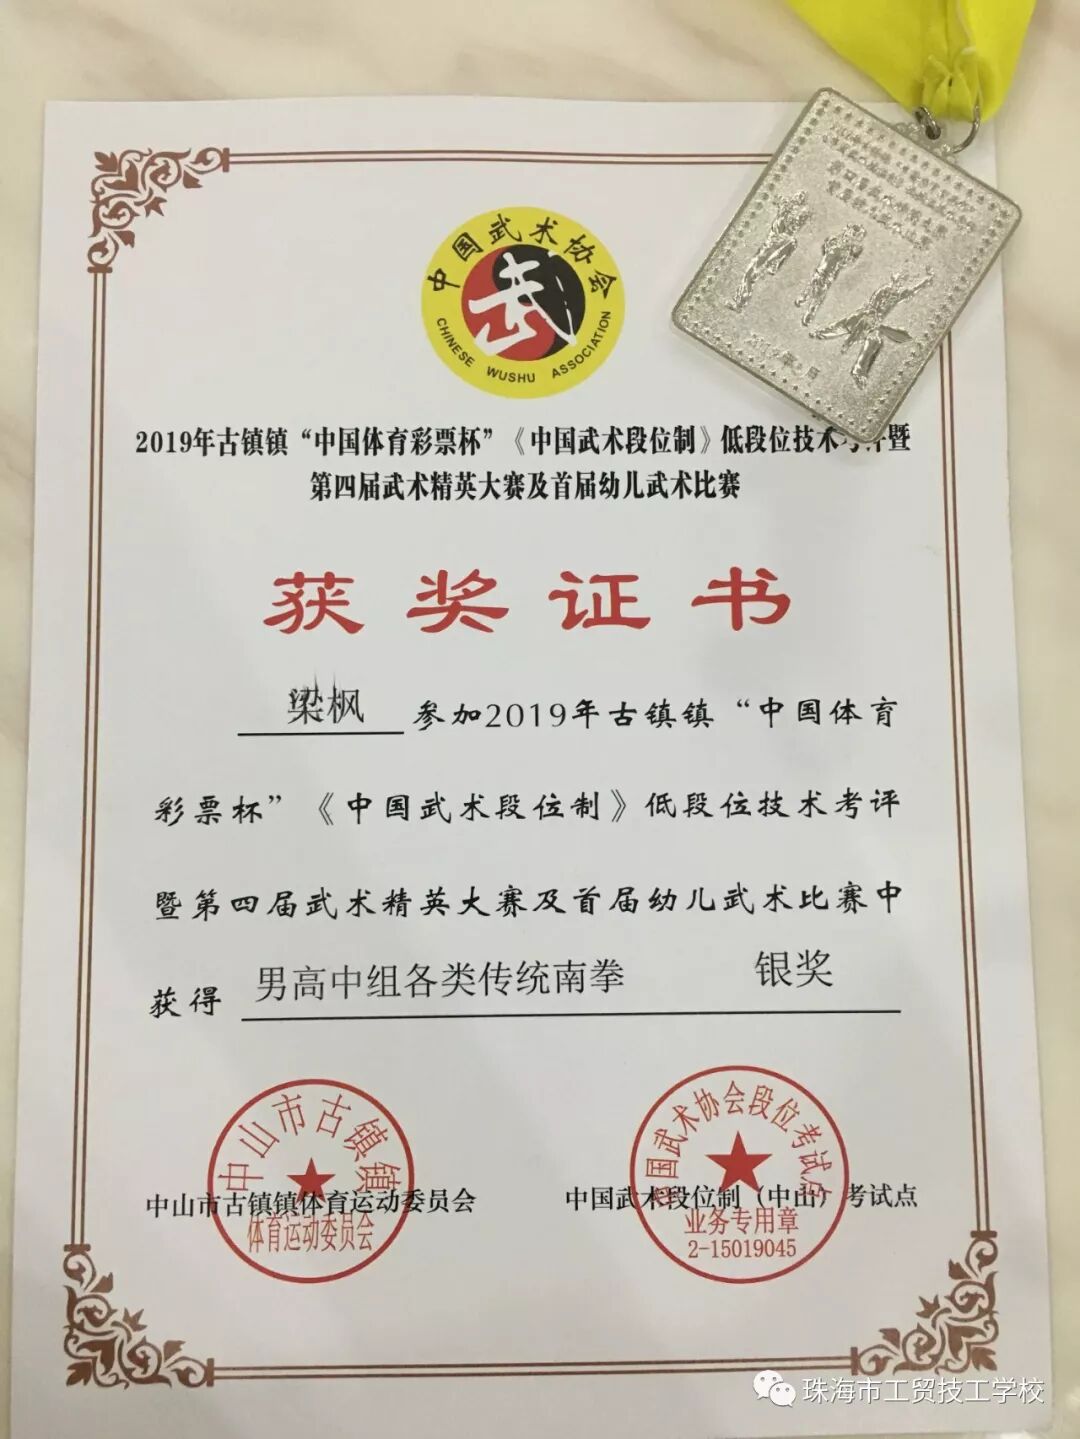 中国武术协会
CHINESE WUSHU ASSOCIATION
2019年古镇镇“中国体育彩票杯”《中国武术段位制》低段位技术考评暨
第四届武术精英大赛及首届幼儿武术比赛
获奖证书
梁枫 参加2019年古镇镇“中国体育
彩票杯”《中国武术段位制》低段位技术考评
暨第四届武术精英大赛及首届幼儿武术比赛中
获得 男高中组各类传统南拳 银奖
中山市古镇镇
中山市古镇镇体育运动委员会
体育运动委员会
中国武术协会段位考试点
中国武术段位制（中山）考试点
业务专用章
2-15019045
珠海市工贸技工学校